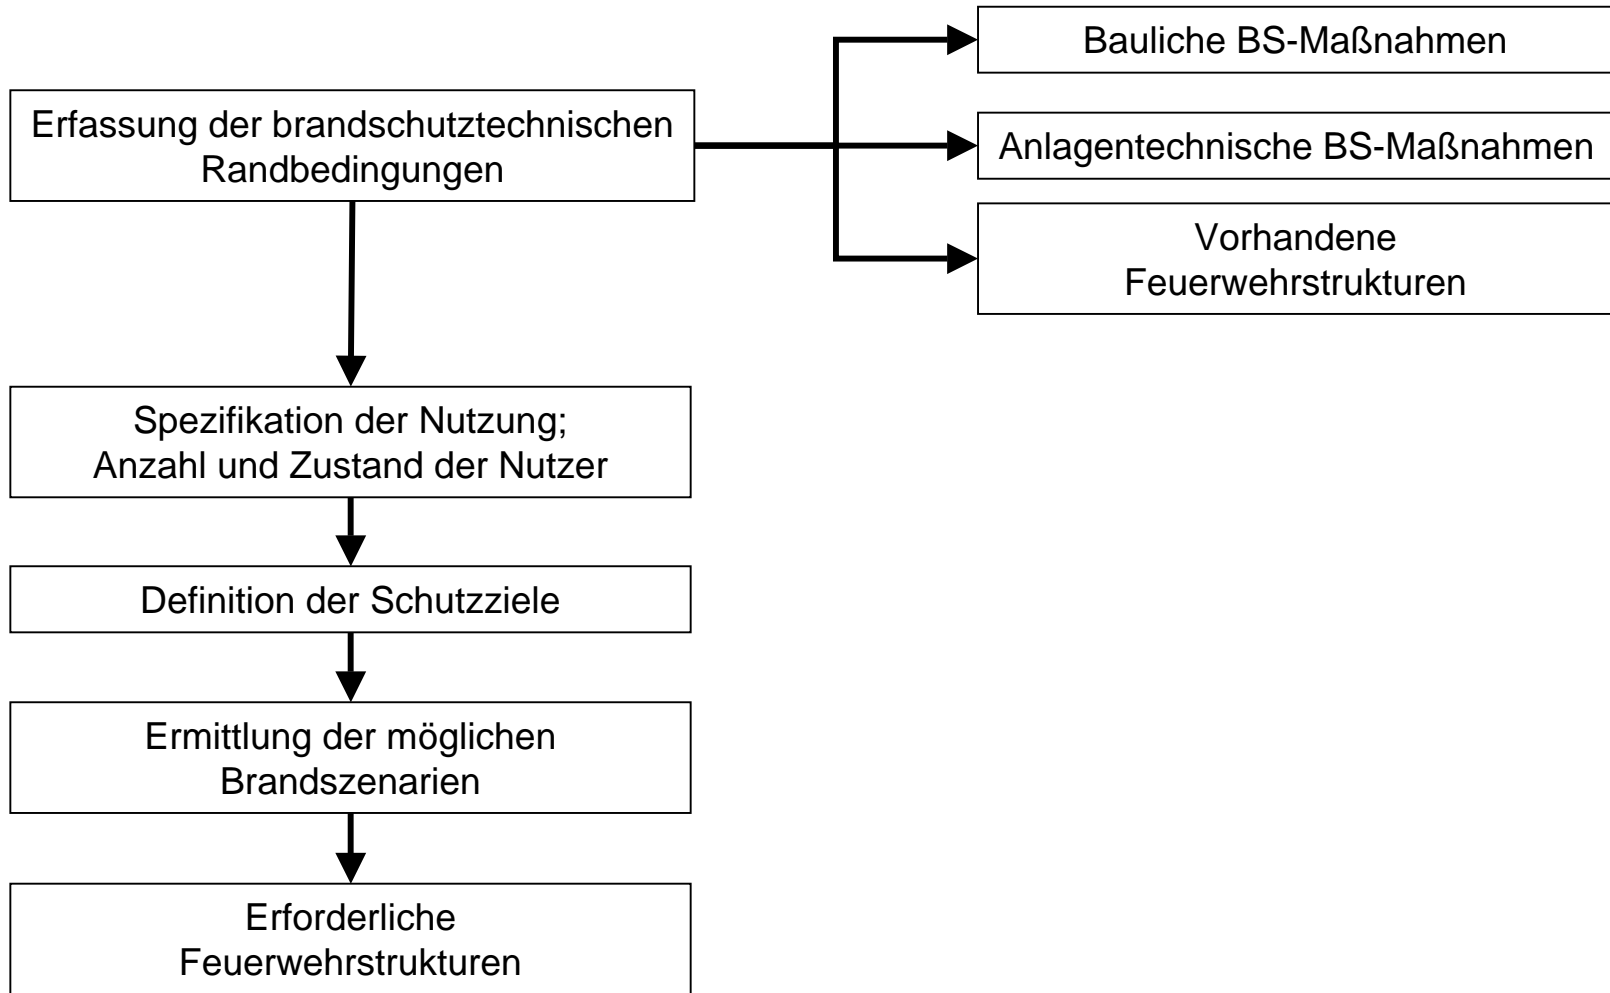 Erfassung der brandschutztechnischen
Randbedingungen
Bauliche BS-Maßnahmen
Anlagentechnische BS-Maßnahmen
Vorhandene
Feuerwehrstrukturen
Spezifikation der Nutzung;
Anzahl und Zustand der Nutzer
Definition der Schutzziele
Ermittlung der möglichen
Brandszenarien
Erforderliche
Feuerwehrstrukturen